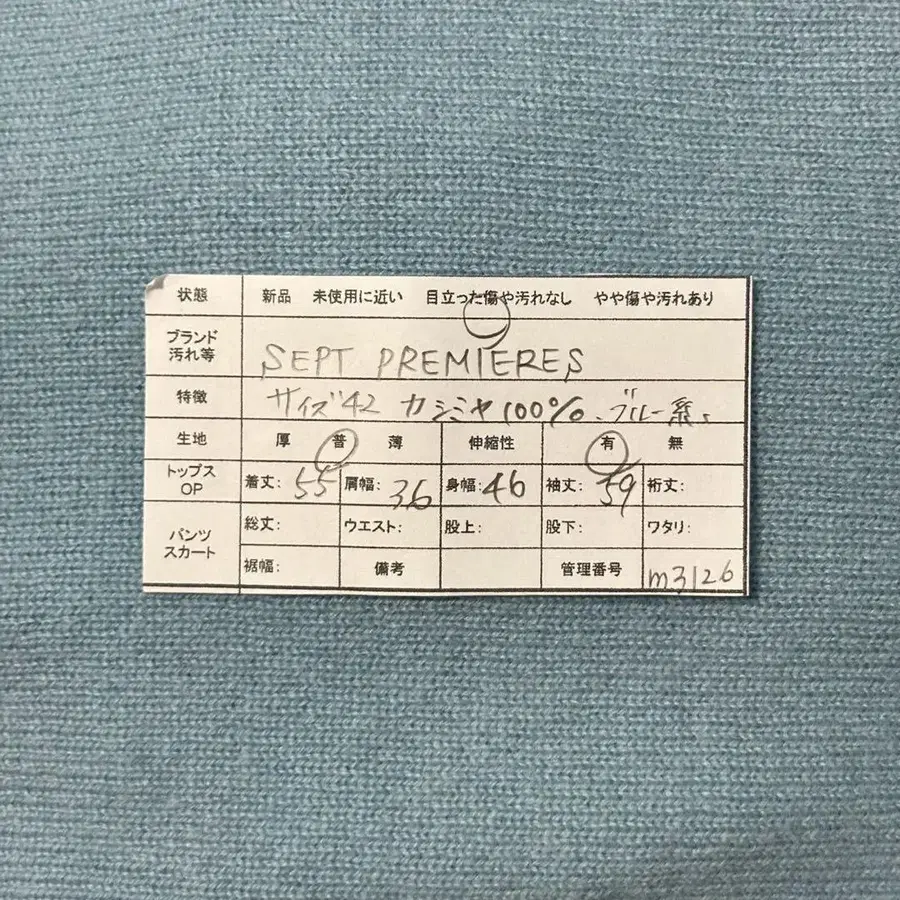 状態 新品 未使用に近い 目立った傷や汚れなし やや傷や汚れあり
ブランド
汚れ等
SEPT PREMIERES
特徴 サイズ42 カシミヤ100%、ブルー系、
生地 厚 普 薄 伸縮性 有 無
トップス
OP
着丈: 55 肩幅: 36 身幅: 46 袖丈: 59 裄丈:
パンツ
スカート
総丈: ウエスト: 股上: 股下: ワタリ:
裾幅: 備考 管理番号 m3126